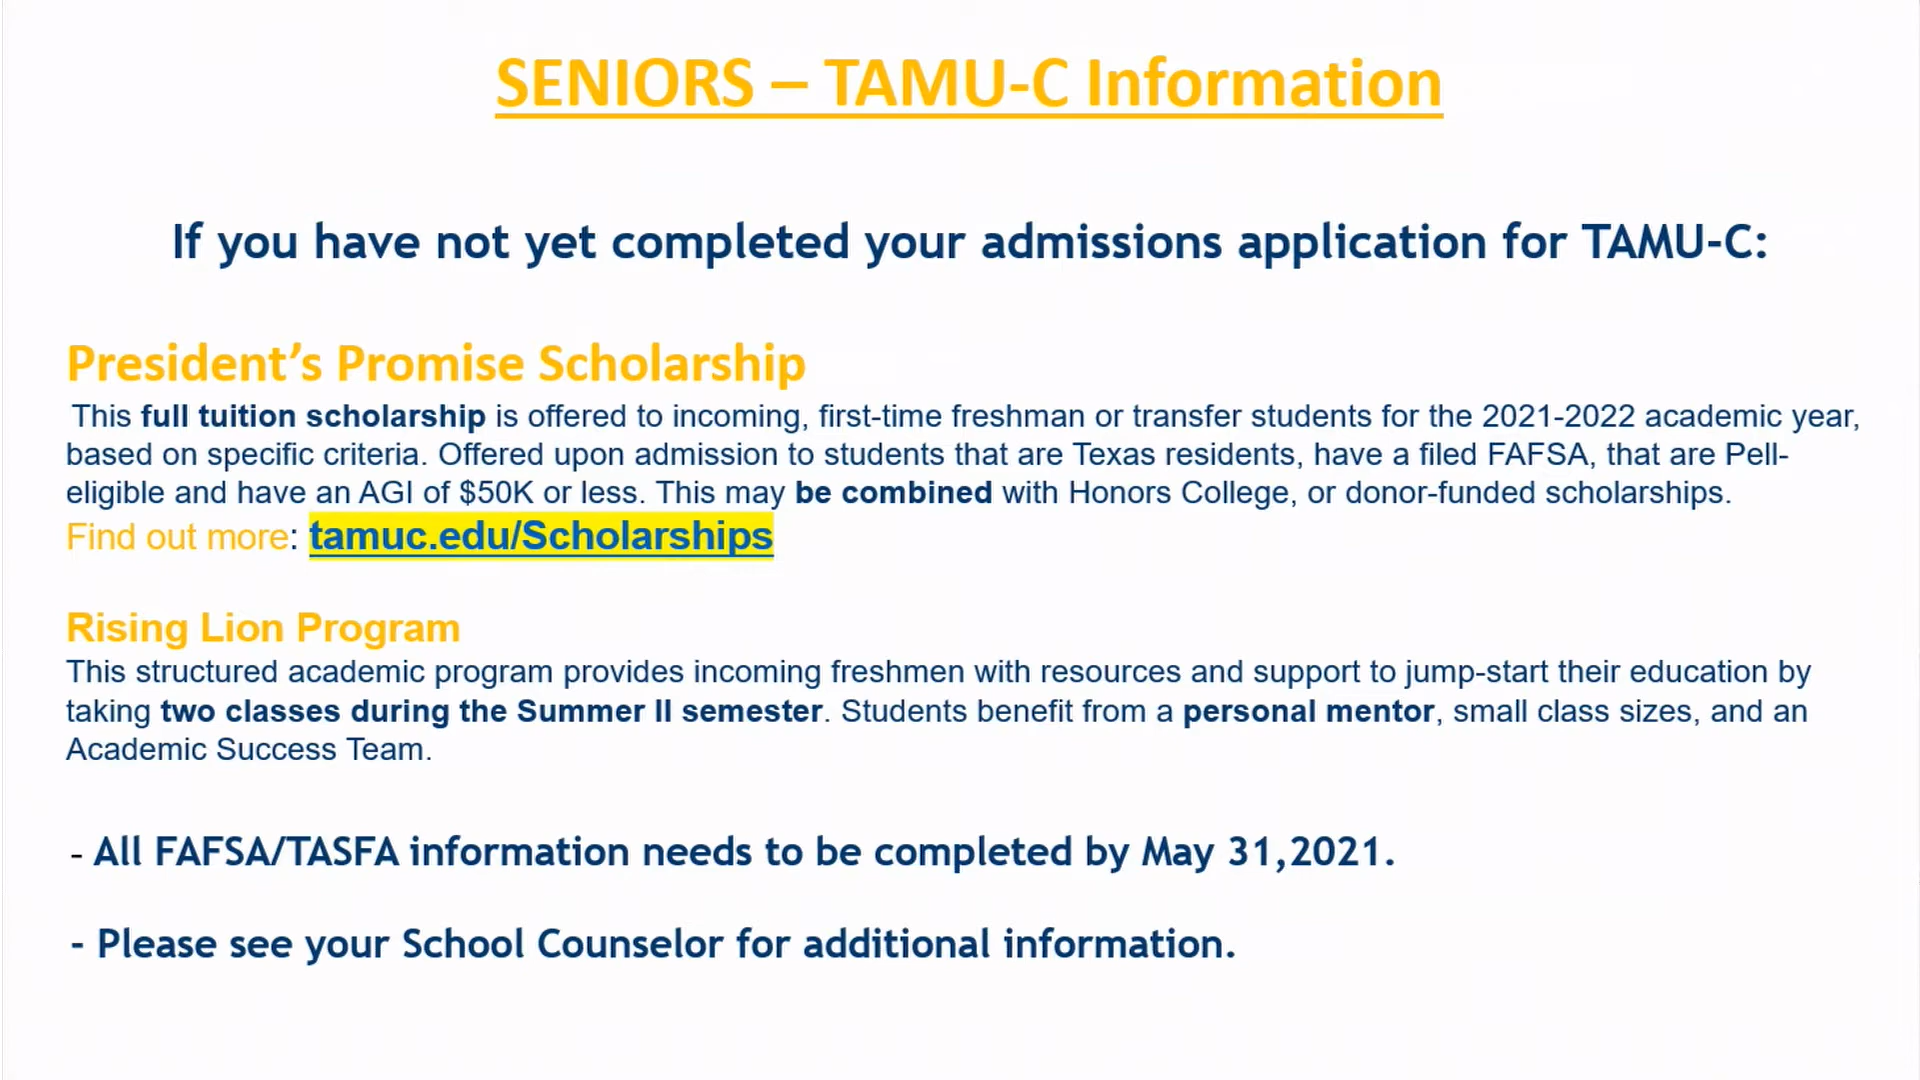 SENIORS – TAMU-C Information
If you have not yet completed your admissions application for TAMU-C:
President’s Promise Scholarship
This full tuition scholarship is offered to incoming, first-time freshman or transfer students for the 2021-2022 academic year,
based on specific criteria. Offered upon admission to students that are Texas residents, have a filed FAFSA, that are Pell-
eligible and have an AGI of $50K or less. This may be combined with Honors College, or donor-funded scholarships.
Find out more: tamuc.edu/Scholarships
Rising Lion Program
This structured academic program provides incoming freshmen with resources and support to jump-start their education by
taking two classes during the Summer II semester. Students benefit from a personal mentor, small class sizes, and an
Academic Success Team.
- All FAFSA/TASFA information needs to be completed by May 31,2021.
- Please see your School Counselor for additional information.